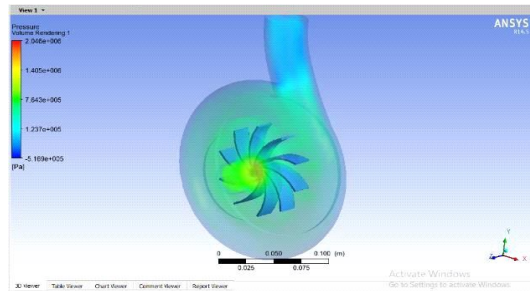 View 1
ANSYS
R14.5
Pressure
Volume Rendering 1
2.046e+006
1.405e+006
7.643e+005
1.237e+005
-5.169e+005
[Pa]
0 0.050 0.100 (m)
0.025 0.075
Y
X
Activate Windows
Go to Settings to activate Windows.
3D Viewer Table Viewer Chart Viewer Comment Viewer Report Viewer